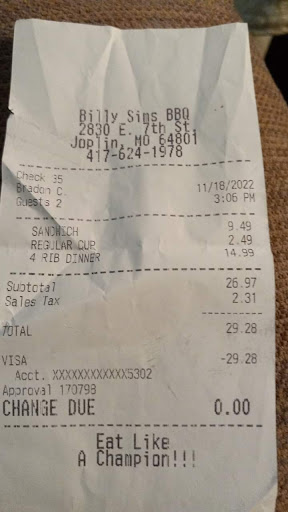 Billy Sims BBQ
2830 E. 7th St.
Joplin, MO 64801
417-624-1978
Check 35
Bradon C. 11/18/2022
Guests 2 3:06 PM
SANDWICH 9.49
REGULAR CUP 2.49
4 RIB DINNER 14.99
Subtotal 26.97
Sales Tax 2.31
TOTAL 29.28
VISA -29.28
Acct. XXXXXXXXXXXX5302
Approval 170798
CHANGE DUE 0.00
Eat Like
A Champion!!!